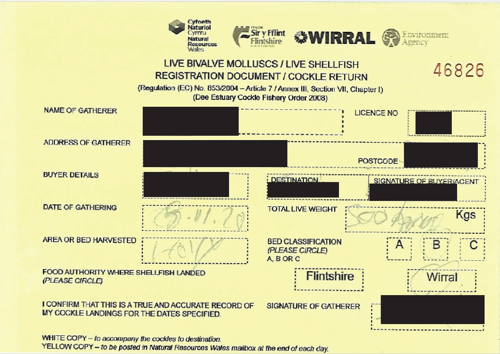 Cyfoeth Naturiol Cymru Natural Resources Wales
Sir y Fflint Flintshire
WIRRAL
Environment Agency
LIVE BIVALVE MOLLUSCS / LIVE SHELLFISH
REGISTRATION DOCUMENT / COCKLE RETURN
46826
(Regulation (EC) No. 853/2004 – Article 7 / Annex III, Section VII, Chapter I)
(Dee Estuary Cockle Fishery Order 2008)
NAME OF GATHERER LICENCE NO
ADDRESS OF GATHERER
POSTCODE
BUYER DETAILS DESTINATION SIGNATURE OF BUYER/AGENT
DATE OF GATHERING TOTAL LIVE WEIGHT Kgs
AREA OR BED HARVESTED BED CLASSIFICATION A B C
(PLEASE CIRCLE)
A, B OR C
FOOD AUTHORITY WHERE SHELLFISH LANDED Flintshire Wirral
(PLEASE CIRCLE)
I CONFIRM THAT THIS IS A TRUE AND ACCURATE RECORD OF SIGNATURE OF GATHERER
MY COCKLE LANDINGS FOR THE DATES SPECIFIED.
WHITE COPY – to accompany the cockles to destination.
YELLOW COPY – to be posted in Natural Resources Wales mailbox at the end of each day.